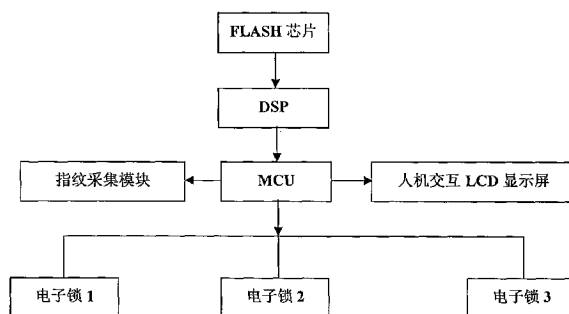 FLASH 芯片
DSP
指纹采集模块
MCU
人机交互 LCD 显示屏
电子锁 1
电子锁 2
电子锁 3